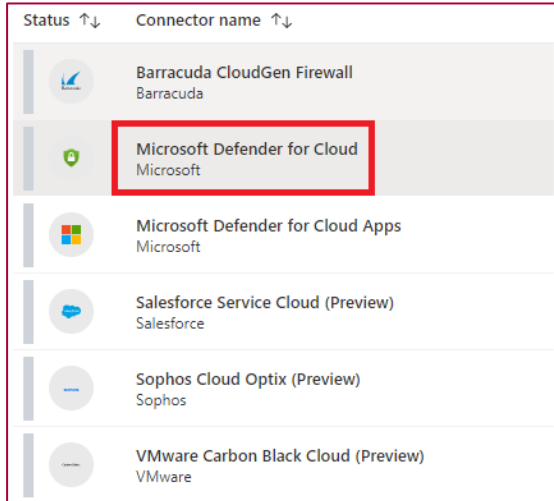 Status ↑↓ Connector name ↑↓
Barracuda CloudGen Firewall
Barracuda
Microsoft Defender for Cloud
Microsoft
Microsoft Defender for Cloud Apps
Microsoft
Salesforce Service Cloud (Preview)
Salesforce
Sophos Cloud Optix (Preview)
Sophos
VMware Carbon Black Cloud (Preview)
VMware